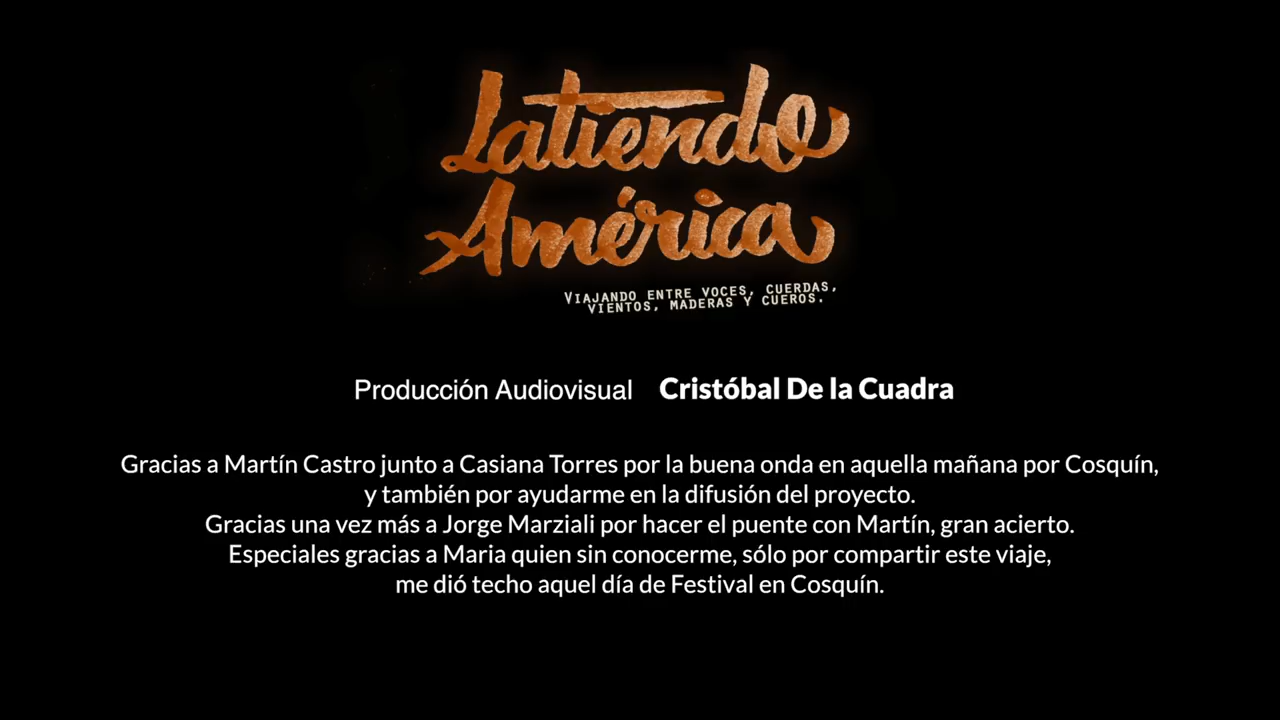 Latiendo
América
VIAJANDO ENTRE VOCES, CUERDAS,
VIENTOS, MADERAS Y CUEROS.
Producción Audiovisual Cristóbal De la Cuadra
Gracias a Martín Castro junto a Casiana Torres por la buena onda en aquella mañana por Cosquín,
y también por ayudarme en la difusión del proyecto.
Gracias una vez más a Jorge Marziali por hacer el puente con Martín, gran acierto.
Especiales gracias a Maria quien sin conocerme, sólo por compartir este viaje,
me dió techo aquel día de Festival en Cosquín.